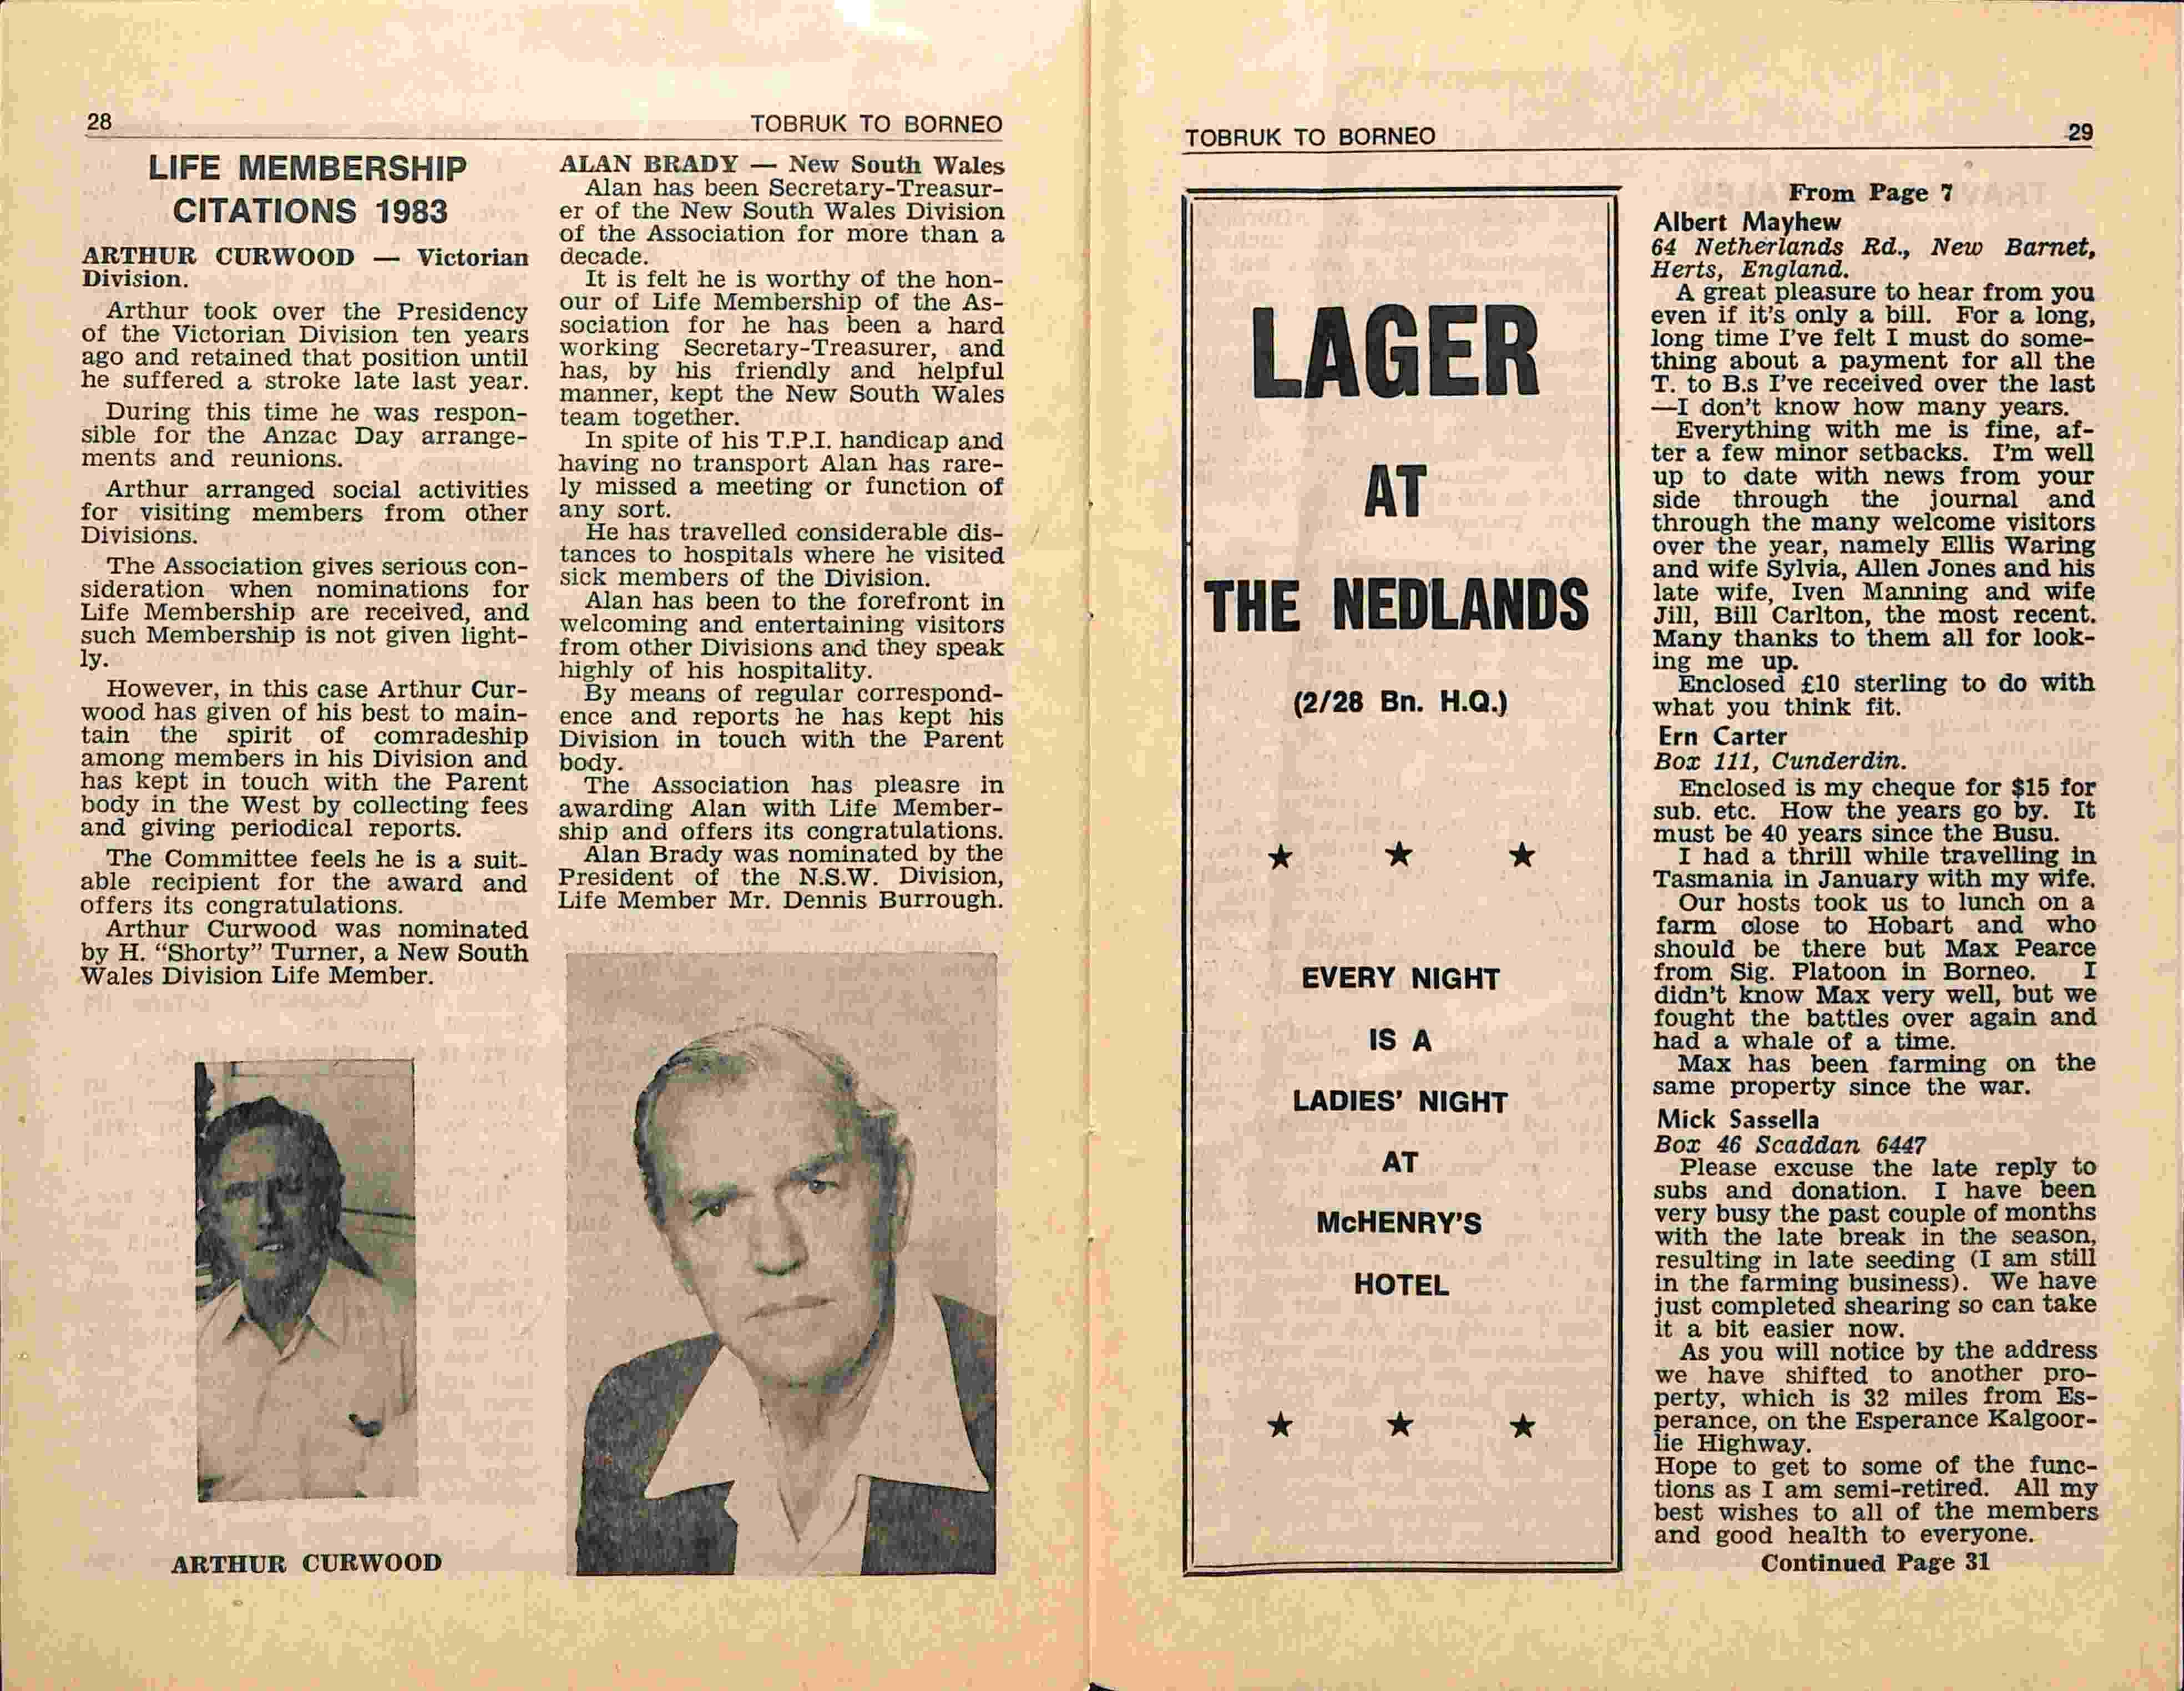 28
TOBRUK TO BORNEO
LIFE MEMBERSHIP
CITATIONS 1983
ARTHUR CURWOOD — Victorian
Division.
Arthur took over the Presidency
of the Victorian Division ten years
ago and retained that position until
he suffered a stroke late last year.
During this time he was respon-
sible for the Anzac Day arrange-
ments and reunions.
Arthur arranged social activities
for visiting members from other
Divisions.
The Association gives serious con-
sideration when nominations for
Life Membership are received, and
such Membership is not given light-
ly.
However, in this case Arthur Cur-
wood has given of his best to main-
tain the spirit of comradeship
among members in his Division and
has kept in touch with the Parent
body in the West by collecting fees
and giving periodical reports.
The Committee feels he is a suit-
able recipient for the award and
offers its congratulations.
Arthur Curwood was nominated
by H. “Shorty” Turner, a New South
Wales Division Life Member.
ARTHUR CURWOOD
ALAN BRADY — New South Wales
Alan has been Secretary-Treasur-
er of the New South Wales Division
of the Association for more than a
decade.
It is felt he is worthy of the hon-
our of Life Membership of the As-
sociation for he has been a hard
working Secretary-Treasurer, and
has, by his friendly and helpful
manner, kept the New South Wales
team together.
In spite of his T.P.I. handicap and
having no transport Alan has rare-
ly missed a meeting or function of
any sort.
He has travelled considerable dis-
tances to hospitals where he visited
sick members of the Division.
Alan has been to the forefront in
welcoming and entertaining visitors
from other Divisions and they speak
highly of his hospitality.
By means of regular correspond-
ence and reports he has kept his
Division in touch with the Parent
body.
The Association has pleasre in
awarding Alan with Life Member-
ship and offers its congratulations.
Alan Brady was nominated by the
President of the N.S.W. Division,
Life Member Mr. Dennis Burrough.
TOBRUK TO BORNEO
29
LAGER
AT
THE NEDLANDS
(2/28 Bn. H.Q.)
★ ★ ★
EVERY NIGHT
IS A
LADIES’ NIGHT
AT
McHENRY’S
HOTEL
★ ★ ★
From Page 7
Albert Mayhew
64 Netherlands Rd., New Barnet,
Herts, England.
A great pleasure to hear from you
even if it’s only a bill. For a long,
long time I’ve felt I must do some-
thing about a payment for all the
T. to B.s I’ve received over the last
—I don’t know how many years.
Everything with me is fine, af-
ter a few minor setbacks. I’m well
up to date with news from your
side through the journal and
through the many welcome visitors
over the year, namely Ellis Waring
and wife Sylvia, Allen Jones and his
late wife, Iven Manning and wife
Jill, Bill Carlton, the most recent.
Many thanks to them all for look-
ing me up.
Enclosed £10 sterling to do with
what you think fit.
Ern Carter
Box 111, Cunderdin.
Enclosed is my cheque for $15 for
sub. etc. How the years go by. It
must be 40 years since the Busu.
I had a thrill while travelling in
Tasmania in January with my wife.
Our hosts took us to lunch on a
farm close to Hobart and who
should be there but Max Pearce
from Sig. Platoon in Borneo. I
didn’t know Max very well, but we
fought the battles over again and
had a whale of a time.
Max has been farming on the
same property since the war.
Mick Sassella
Box 46 Scaddan 6447
Please excuse the late reply to
subs and donation. I have been
very busy the past couple of months
with the late break in the season,
resulting in late seeding (I am still
in the farming business). We have
just completed shearing so can take
it a bit easier now.
As you will notice by the address
we have shifted to another pro-
perty, which is 32 miles from Es-
perance, on the Esperance Kalgoor-
lie Highway.
Hope to get to some of the func-
tions as I am semi-retired. All my
best wishes to all of the members
and good health to everyone.
Continued Page 31